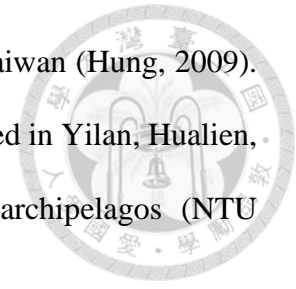 aiwan (Hung, 2009).
ed in Yilan, Hualien,
archipelagos (NTU